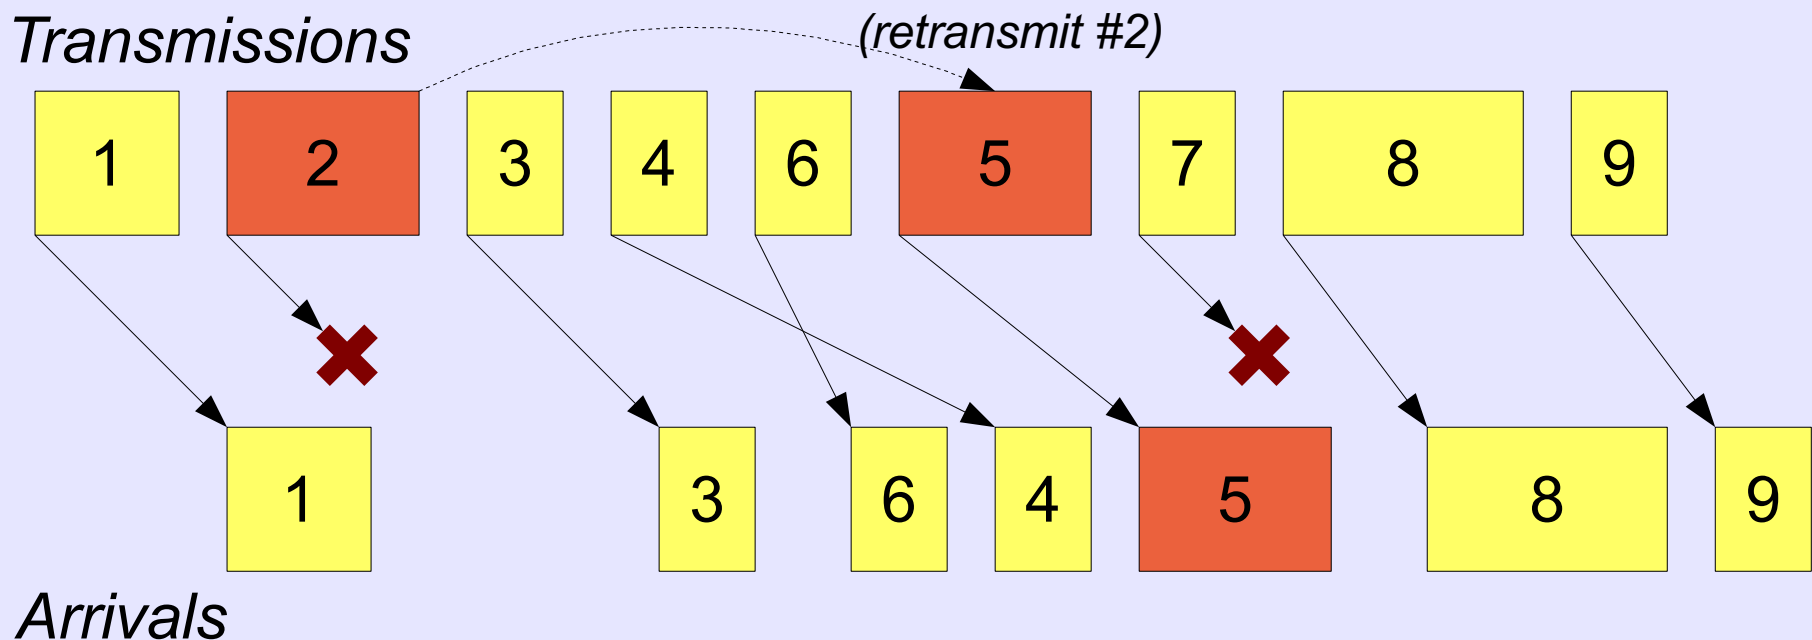 Transmissions
(retransmit #2)
1 2 3 4 6 5 7 8 9
1 3 6 4 5 8 9
Arrivals